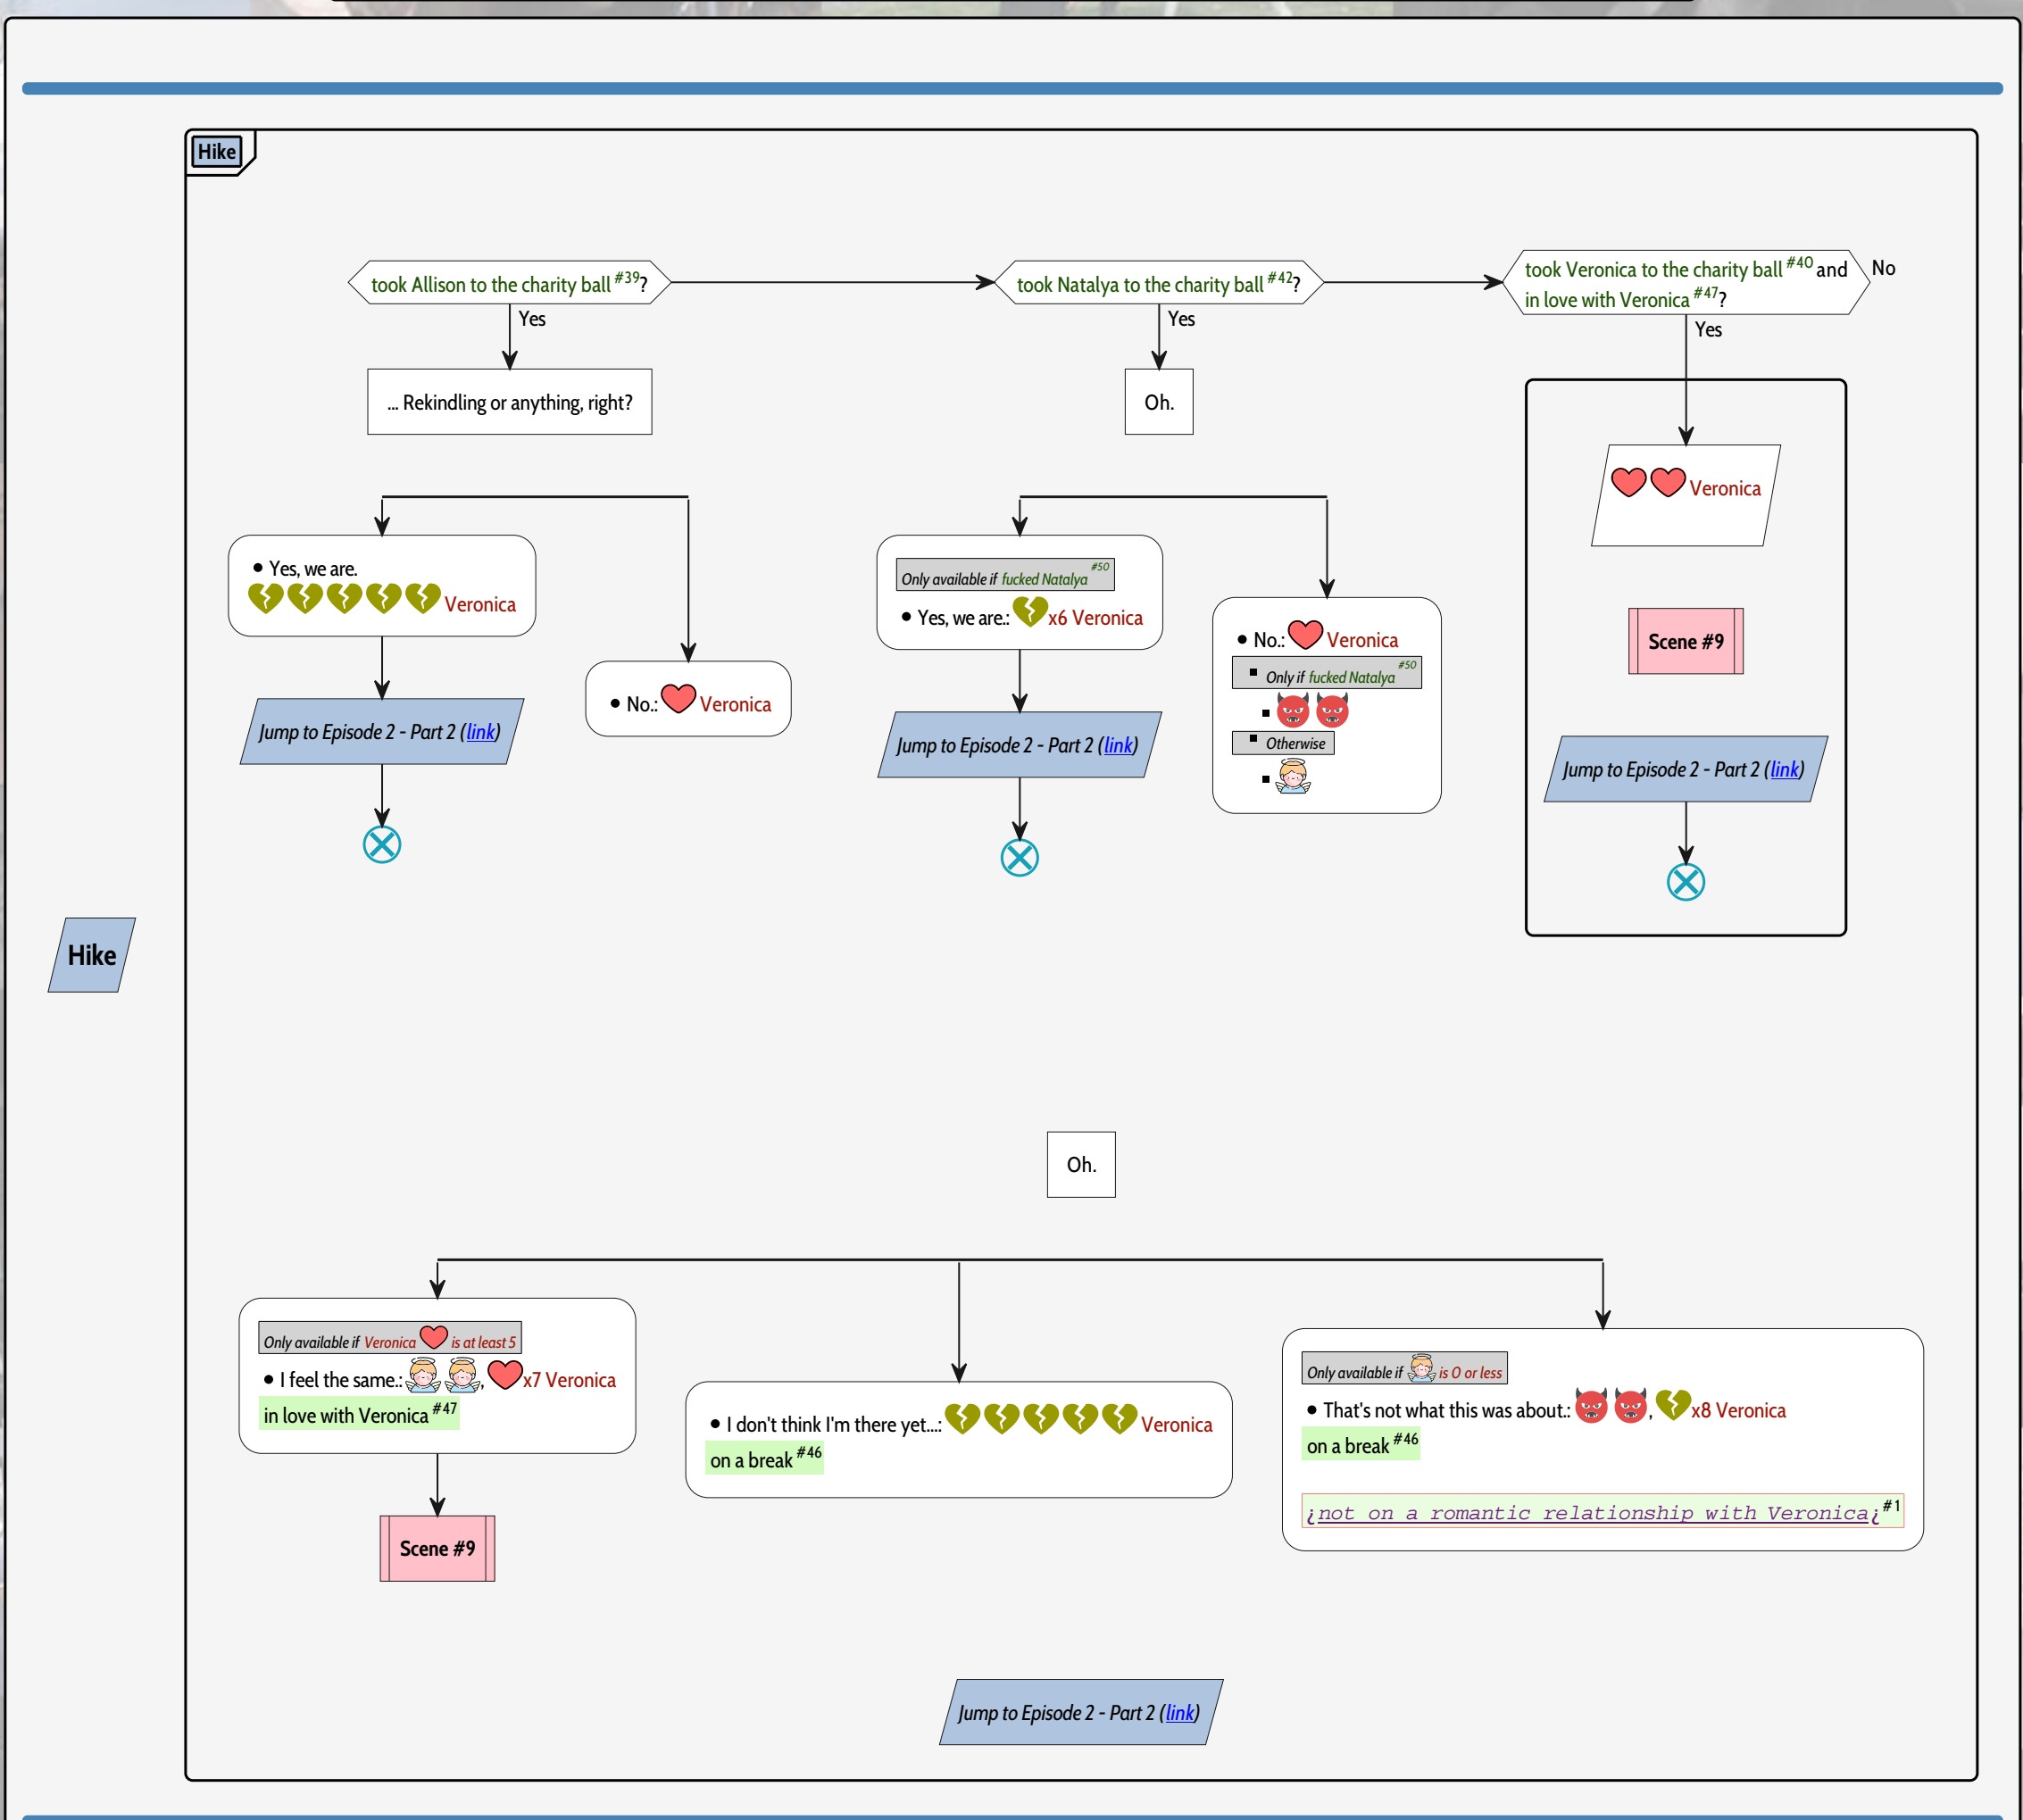 Hike
took Allison to the charity ball #39?
took Natalya to the charity ball #42?
took Veronica to the charity ball #40 and
in love with Veronica #47?
No
Yes
Yes
Yes
... Rekindling or anything, right?
Oh.
Veronica
Yes, we are.
Veronica
Only available if fucked Natalya #50
Yes, we are.: x6 Veronica
No.: Veronica
Only if fucked Natalya #50
Otherwise
Scene #9
No.: Veronica
Jump to Episode 2 - Part 2 (link)
Jump to Episode 2 - Part 2 (link)
Jump to Episode 2 - Part 2 (link)
Hike
Oh.
Only available if Veronica is at least 5
I feel the same.: , x7 Veronica
in love with Veronica #47
I don't think I'm there yet...: Veronica
on a break #46
Only available if is 0 or less
That's not what this was about.: , x8 Veronica
on a break #46
¿not on a romantic relationship with Veronica¿ #1
Scene #9
Jump to Episode 2 - Part 2 (link)